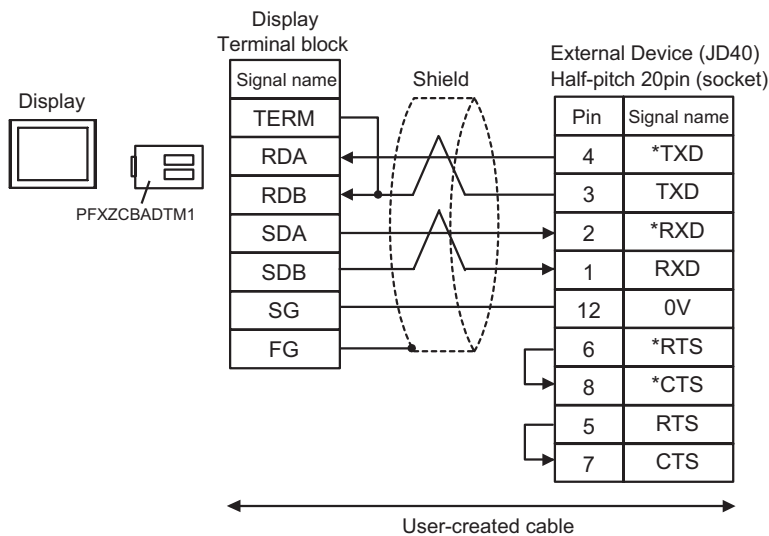 Display
PFXZCBADTM1
Display
Terminal block
Signal name
TERM
RDA
RDB
SDA
SDB
SG
FG
Shield
External Device (JD40)
Half-pitch 20pin (socket)
Pin Signal name
4 *TXD
3 TXD
2 *RXD
1 RXD
12 0V
6 *RTS
8 *CTS
5 RTS
7 CTS
User-created cable